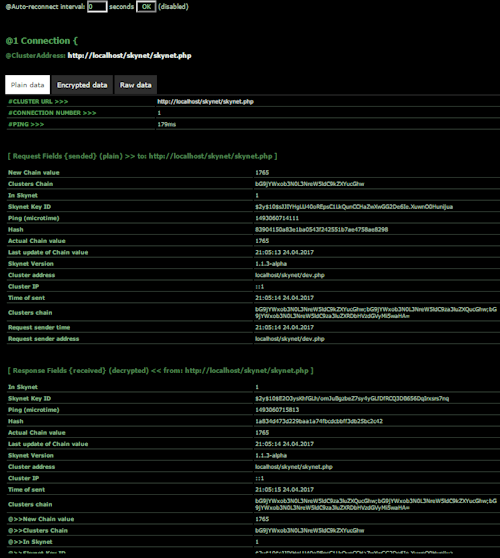 @Auto-reconnect interval: 0 seconds OK (disabled)
@1 Connection {
@ClusterAddress: http://localhost/skynet/skynet.php
Plain data Encrypted data Raw data
#CLUSTER URL >>> http://localhost/skynet/skynet.php
#CONNECTION NUMBER >>> 1
#PING >>> 179ms
[ Request Fields {sended} (plain) >> to: http://localhost/skynet/skynet.php ]
New Chain value 1765
Clusters Chain
In Skynet 1
Skynet Key ID
Ping (microtime) 1493060714111
Hash
Actual Chain value 1765
Last update of Chain value 21:05:13 24.04.2017
Skynet Version 1.1.3-alpha
Cluster address localhost/skynet/dev.php
Cluster IP ::1
Time of sent 21:05:14 24.04.2017
Clusters chain
Request sender time 21:05:14 24.04.2017
Request sender address localhost/skynet/dev.php
[ Response Fields {received} (decrypted) << from: http://localhost/skynet/skynet.php ]
In Skynet 1
Skynet Key ID
Ping (microtime) 1493060715813
Hash
Actual Chain value 1765
Last update of Chain value 21:05:14 24.04.2017
Skynet Version 1.1.3-alpha
Cluster address localhost/skynet/skynet.php
Cluster IP ::1
Time of sent 21:05:15 24.04.2017
Clusters chain
@>>New Chain value 1765
@>>Clusters Chain
@>>In Skynet 1
@>>Skynet Key ID